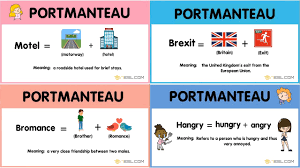 PORTMANTEAU
Motel = (motorway) + (hotel)
Meaning: a roadside hotel used for brief stays.
7ESL.COM
PORTMANTEAU
Brexit = (Britain) + (Exit)
Meaning: the United Kingdom's exit from the
European Union.
7ESL.COM
PORTMANTEAU
Bromance = (Brother) + (Romance)
Meaning: a very close friendship between two males.
7ESL.COM
PORTMANTEAU
Hangry = hungry + angry
Meaning: Refers to a person who is hungry and thus
very annoyed.
7ESL.COM